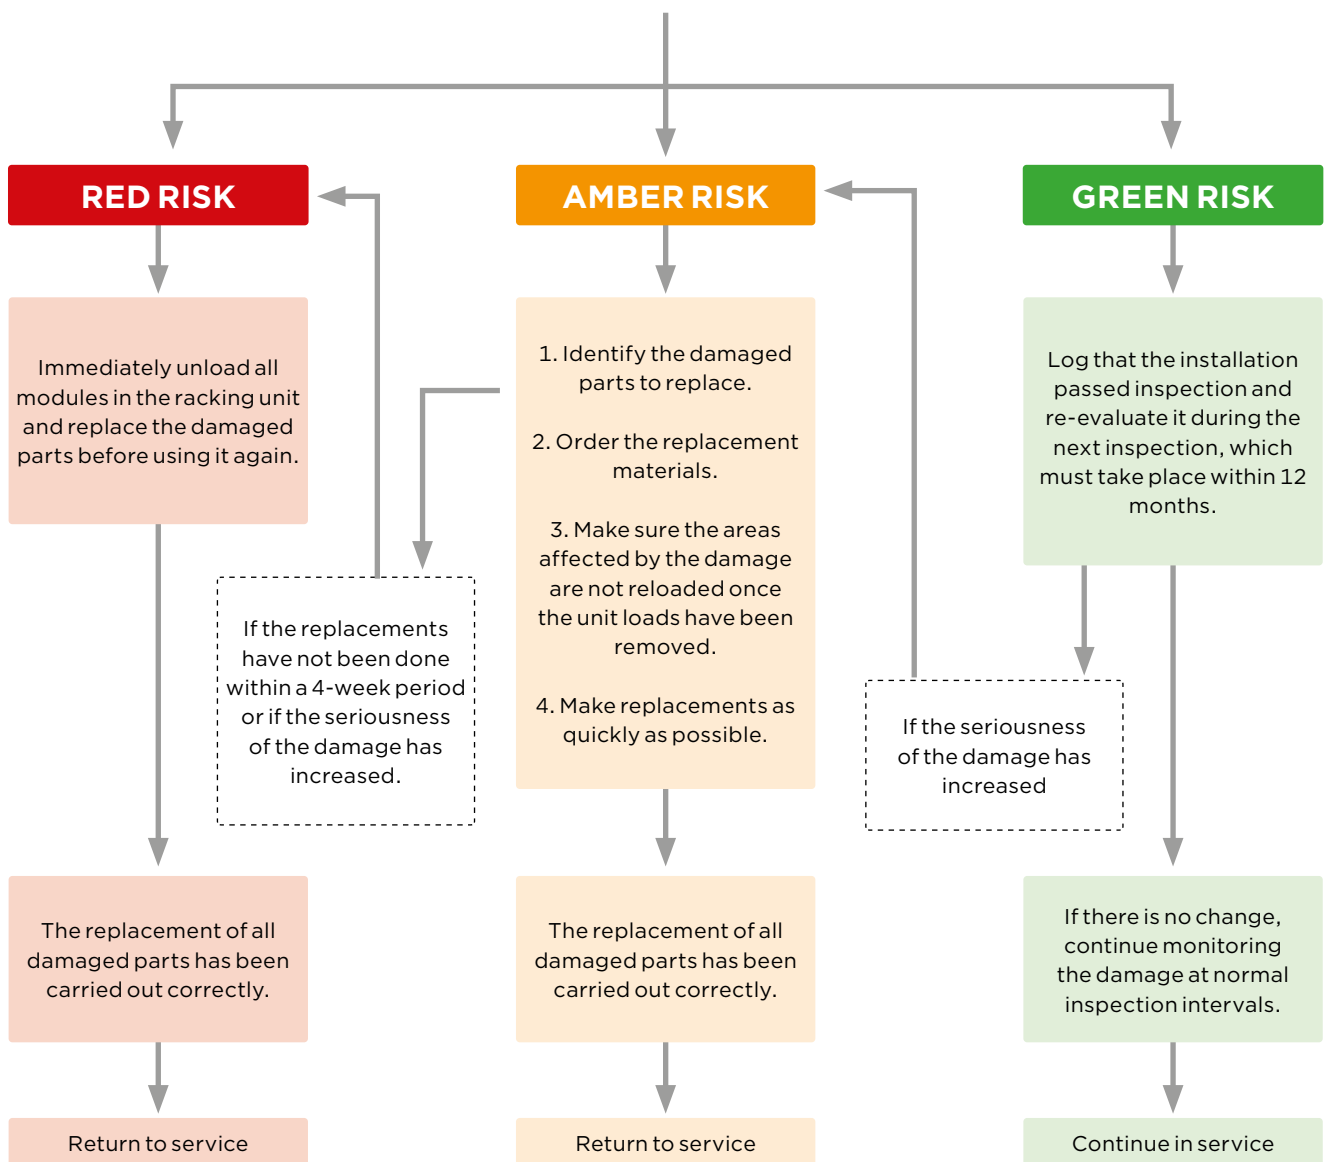 RED RISK
AMBER RISK
GREEN RISK
Immediately unload all
modules in the racking unit
and replace the damaged
parts before using it again.
1. Identify the damaged
parts to replace.
2. Order the replacement
materials.
3. Make sure the areas
affected by the damage
are not reloaded once
the unit loads have been
removed.
4. Make replacements as
quickly as possible.
Log that the installation
passed inspection and
re-evaluate it during the
next inspection, which
must take place within 12
months.
If the replacements
have not been done
within a 4-week period
or if the seriousness
of the damage has
increased.
If the seriousness
of the damage has
increased
The replacement of all
damaged parts has been
carried out correctly.
The replacement of all
damaged parts has been
carried out correctly.
If there is no change,
continue monitoring
the damage at normal
inspection intervals.
Return to service
Return to service
Continue in service